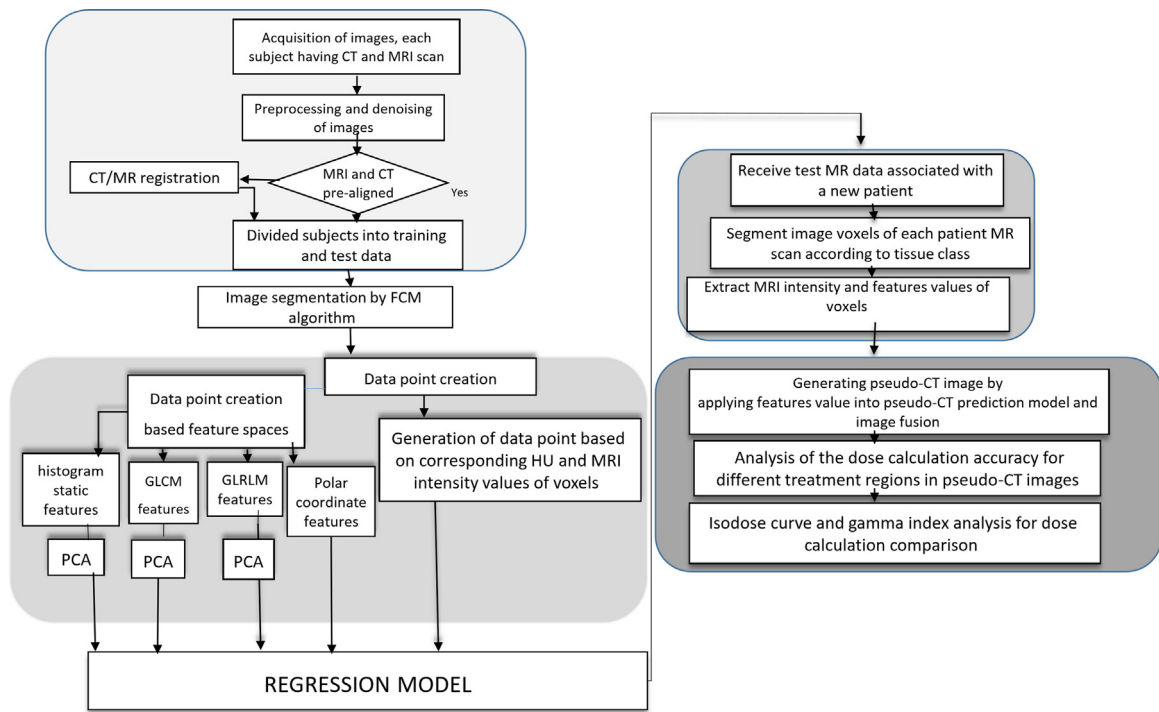 Acquisition of images, each
subject having CT and MRI scan
Preprocessing and denoising
of images
CT/MR registration
MRI and CT
pre-aligned
Yes
Divided subjects into training
and test data
Image segmentation by FCM
algorithm
Data point creation
Data point creation
based feature spaces
Generation of data point based
on corresponding HU and MRI
intensity values of voxels
histogram
static
features
GLCM
features
GLRLM
features
Polar
coordinate
features
PCA
PCA
PCA
REGRESSION MODEL
Receive test MR data associated with
a new patient
Segment image voxels of each patient MR
scan according to tissue class
Extract MRI intensity and features values of
voxels
Generating pseudo-CT image by
applying features value into pseudo-CT prediction model and
image fusion
Analysis of the dose calculation accuracy for
different treatment regions in pseudo-CT images
Isodose curve and gamma index analysis for dose
calculation comparison